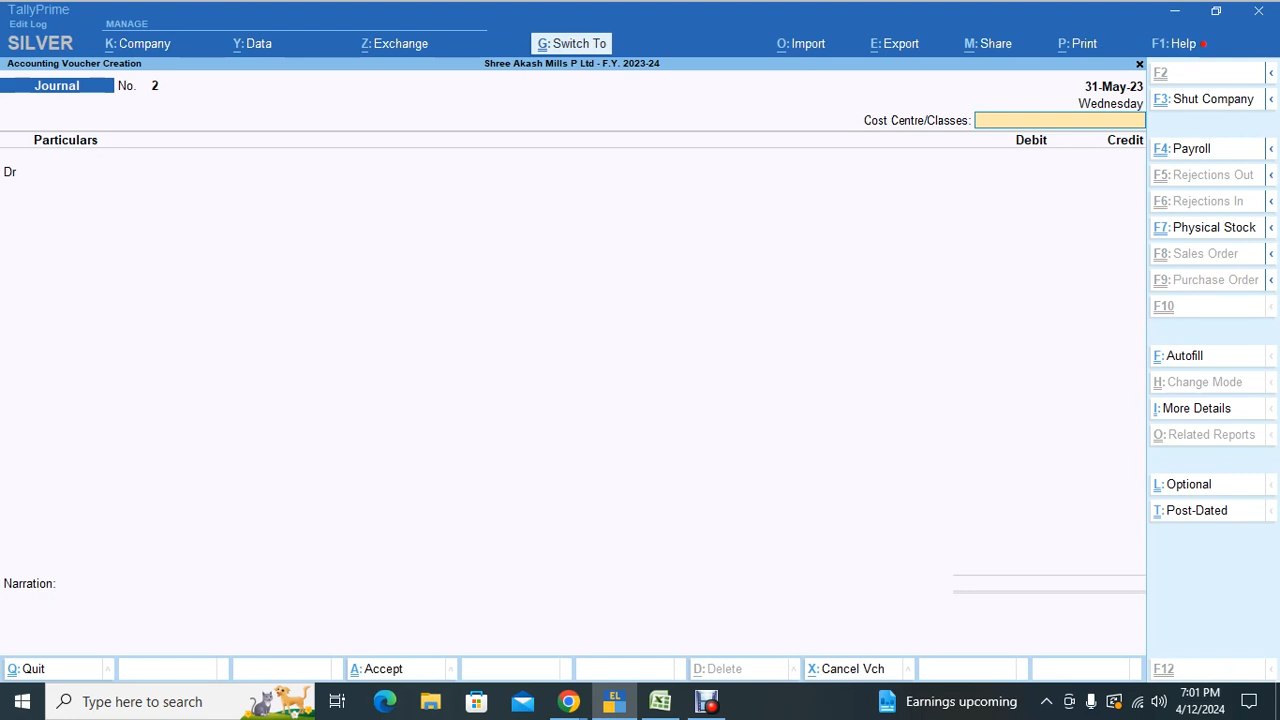 TallyPrime
Edit Log
MANAGE
SILVER
K: Company
Y: Data
Z: Exchange
G: Switch To
O: Import
E: Export
M: Share
P: Print
F1: Help
Accounting Voucher Creation
Shree Akash Mills P Ltd - F.Y. 2023-24
Journal No. 2
31-May-23
Wednesday
Cost Centre/Classes:
Particulars Debit Credit
Dr
Narration:
F2
F3: Shut Company
F4: Payroll
F5: Rejections Out
F6: Rejections In
F7: Physical Stock
F8: Sales Order
F9: Purchase Order
F10
F: Autofill
H: Change Mode
I: More Details
O: Related Reports
L: Optional
T: Post-Dated
Q: Quit
A: Accept
D: Delete
X: Cancel Vch
F12
Type here to search
EL
Earnings upcoming
7:01 PM
4/12/2024